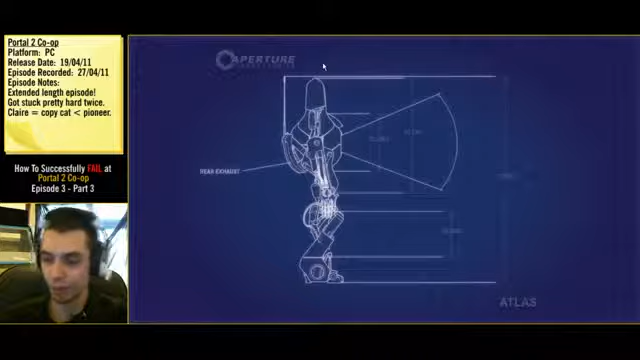 Portal 2 Co-op
Platform: PC
Release Date: 19/04/11
Episode Recorded: 27/04/11
Episode Notes:
Extended length episode!
Got stuck pretty hard twice.
Claire = copy cat < pioneer.
How To Successfully FAIL at
Portal 2 Co-op
Episode 3 - Part 3
APERTURE
REAR EXHAUST
ATLAS